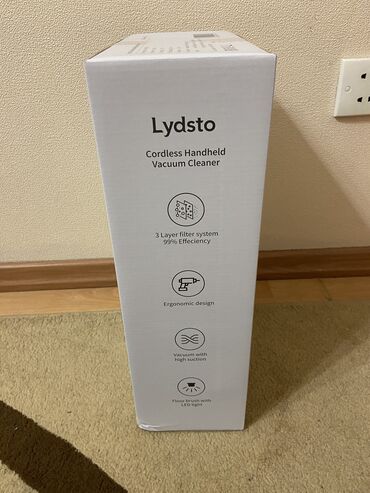 Lydsto
Cordless Handheld
Vacuum Cleaner
3 Layer filter system
99% Effeciency
Ergonomic design
Vacuum with
high suction
Floor brush with
LED light